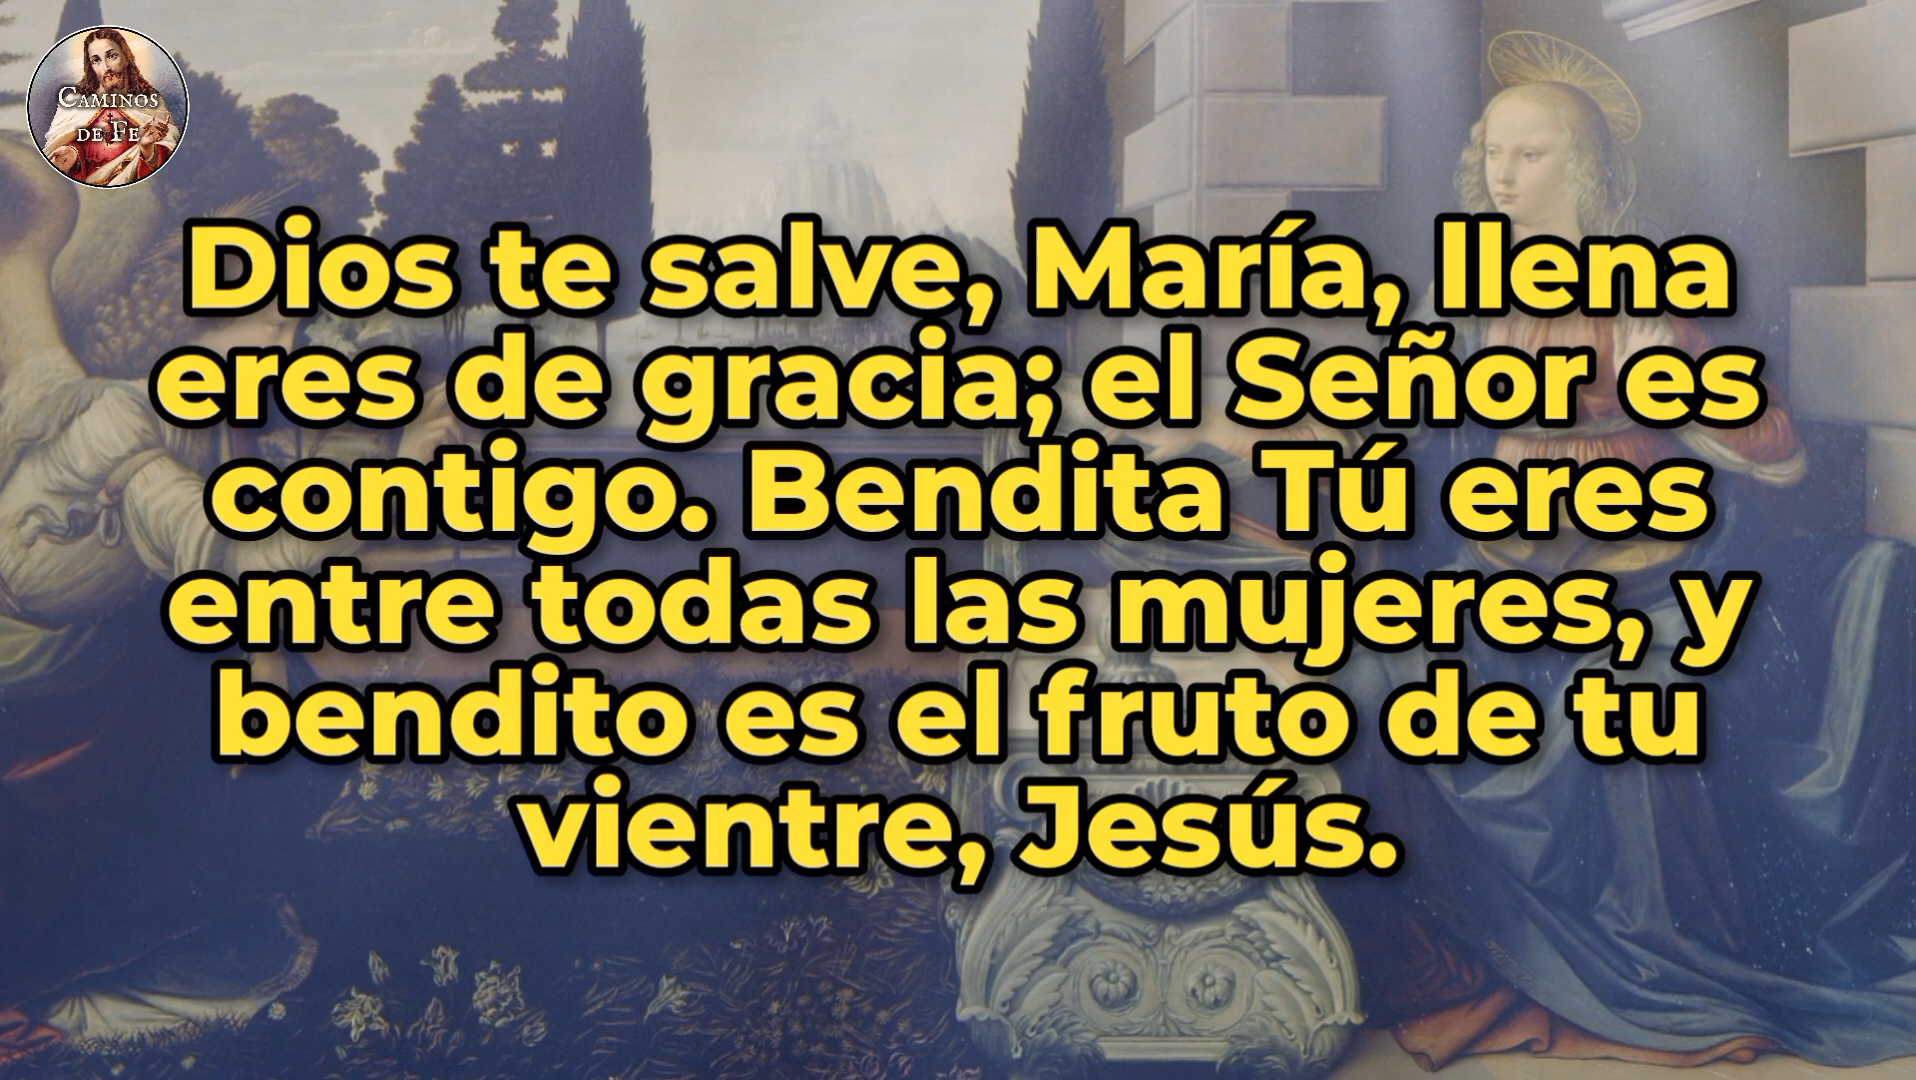 CAMINOS
DE FE
Dios te salve, María, llena
eres de gracia; el Señor es
contigo. Bendita Tú eres
entre todas las mujeres, y
bendito es el fruto de tu
vientre, Jesús.